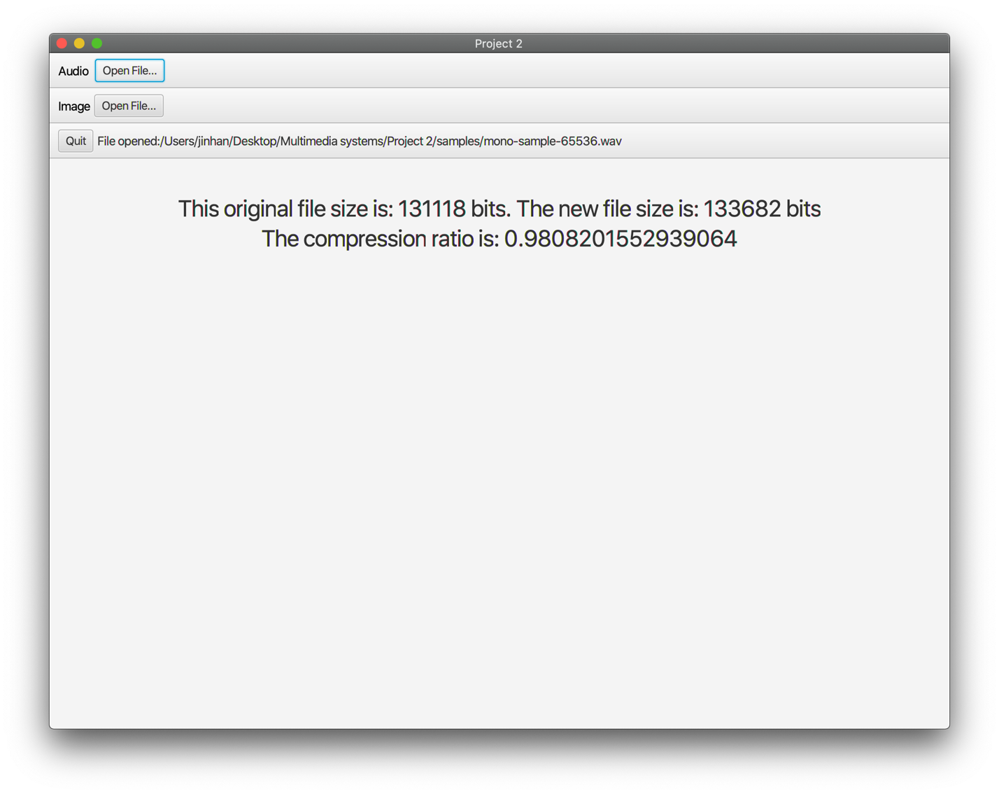 Project 2
Audio Open File...
Image Open File...
Quit File opened:/Users/jinhan/Desktop/Multimedia systems/Project 2/samples/mono-sample-65536.wav
This original file size is: 131118 bits. The new file size is: 133682 bits
The compression ratio is: 0.9808201552939064